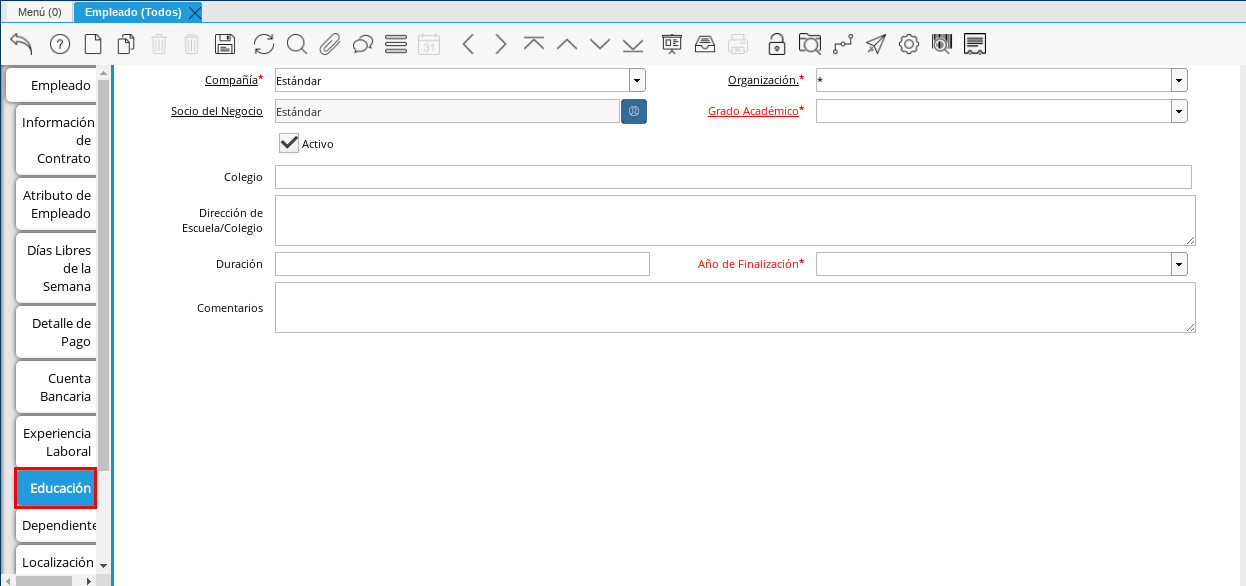 Menú (0)
Empleado (Todos)
31
Empleado
Información
de
Contrato
Atributo de
Empleado
Días Libres
de la
Semana
Detalle de
Pago
Cuenta
Bancaria
Experiencia
Laboral
Educación
Dependiente
Localización
Compañía* Estándar
Organización.* *
Socio del Negocio Estándar
Grado Académico*
Activo
Colegio
Dirección de
Escuela/Colegio
Duración
Año de Finalización*
Comentarios